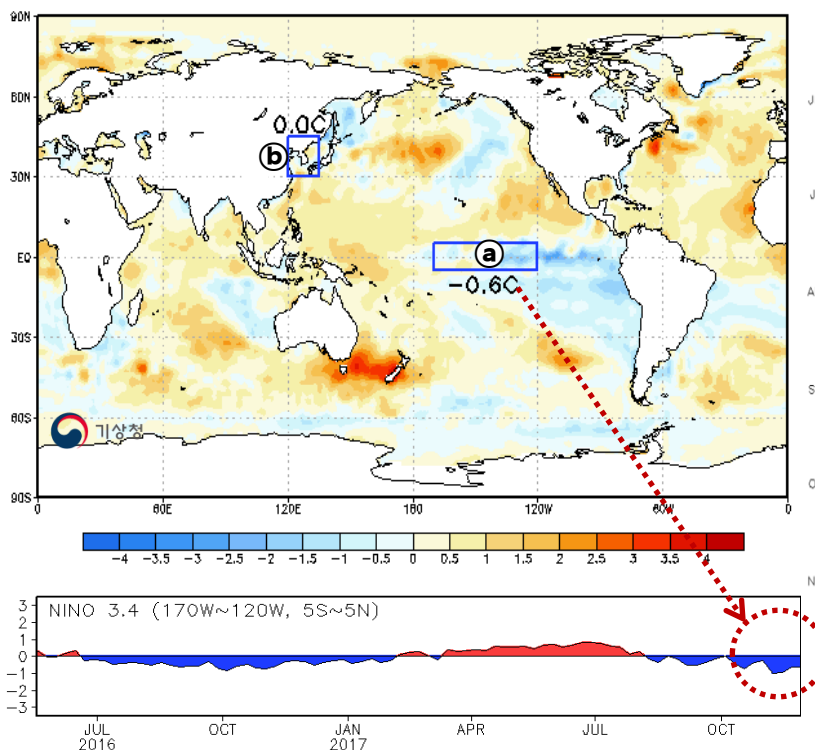 90N
60N
30N
EQ
30S
60S
90S
0.0C
ⓑ
ⓐ
-0.6C
기상청
0 60E 120E 180 120W 60W 0
-4 -3.5 -3 -2.5 -2 -1.5 -1 -0.5 0 0.5 1 1.5 2 2.5 3 3.5 4
J
J
A
S
O
N
NINO 3.4 (170W~120W, 5S~5N)
3
2
1
0
-1
-2
-3
JUL OCT JAN APR JUL OCT
2016 2017